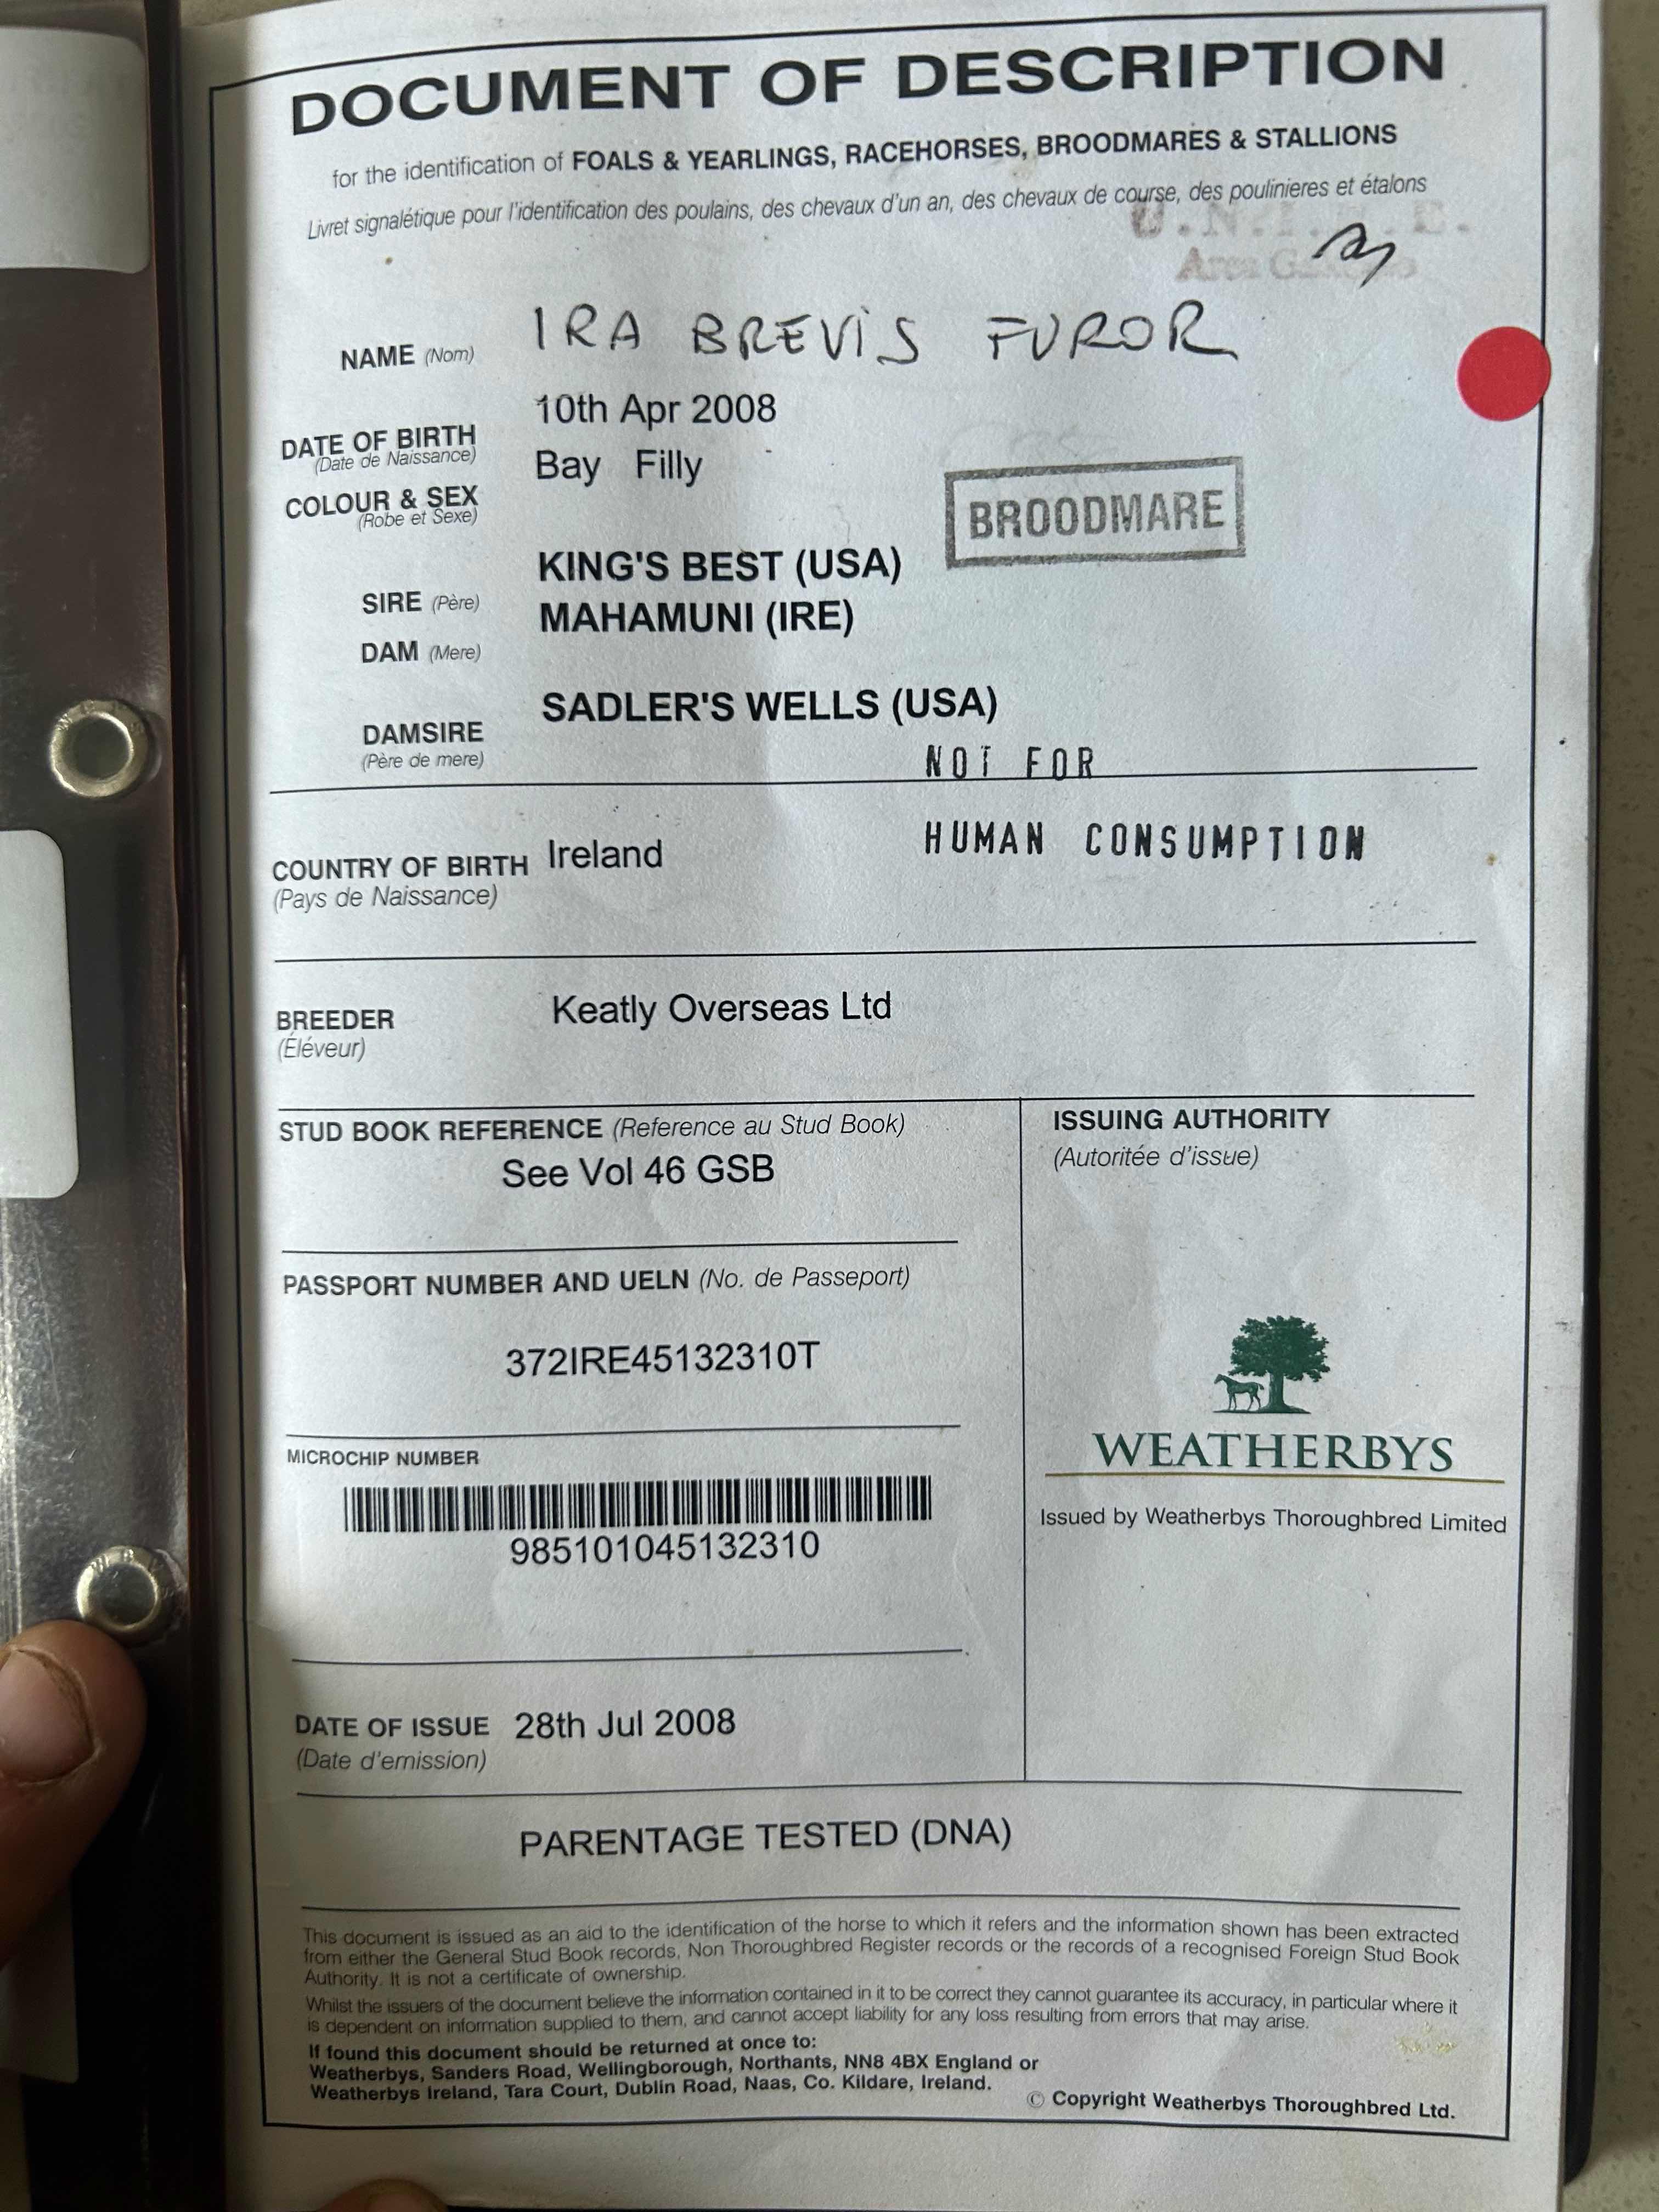 DOCUMENT OF DESCRIPTION
for the identification of FOALS & YEARLINGS, RACEHORSES, BROODMARES & STALLIONS
Livret signalétique pour l'identification des poulains, des chevaux d'un an, des chevaux de course, des poulinieres et étalons
NAME (Nom) IRA BREVIS FUROR
DATE OF BIRTH 10th Apr 2008
(Date de Naissance)
COLOUR & SEX Bay Filly
(Robe et Sexe)
BROODMARE
SIRE (Père) KING'S BEST (USA)
DAM (Mere) MAHAMUNI (IRE)
DAMSIRE SADLER'S WELLS (USA)
(Père de mere)
NOT FOR
HUMAN CONSUMPTION
COUNTRY OF BIRTH Ireland
(Pays de Naissance)
BREEDER Keatly Overseas Ltd
(Éléveur)
STUD BOOK REFERENCE (Reference au Stud Book)
See Vol 46 GSB
ISSUING AUTHORITY
(Autoritée d'issue)
PASSPORT NUMBER AND UELN (No. de Passeport)
372IRE45132310T
MICROCHIP NUMBER
985101045132310
WEATHERBYS
Issued by Weatherbys Thoroughbred Limited
DATE OF ISSUE 28th Jul 2008
(Date d'emission)
PARENTAGE TESTED (DNA)
This document is issued as an aid to the identification of the horse to which it refers and the information shown has been extracted
from either the General Stud Book records, Non Thoroughbred Register records or the records of a recognised Foreign Stud Book
Authority. It is not a certificate of ownership.
Whilst the issuers of the document believe the information contained in it to be correct they cannot guarantee its accuracy, in particular where it
is dependent on information supplied to them, and cannot accept liability for any loss resulting from errors that may arise.
If found this document should be returned at once to:
Weatherbys, Sanders Road, Wellingborough, Northants, NN8 4BX England or
Weatherbys Ireland, Tara Court, Dublin Road, Naas, Co. Kildare, Ireland.
© Copyright Weatherbys Thoroughbred Ltd.